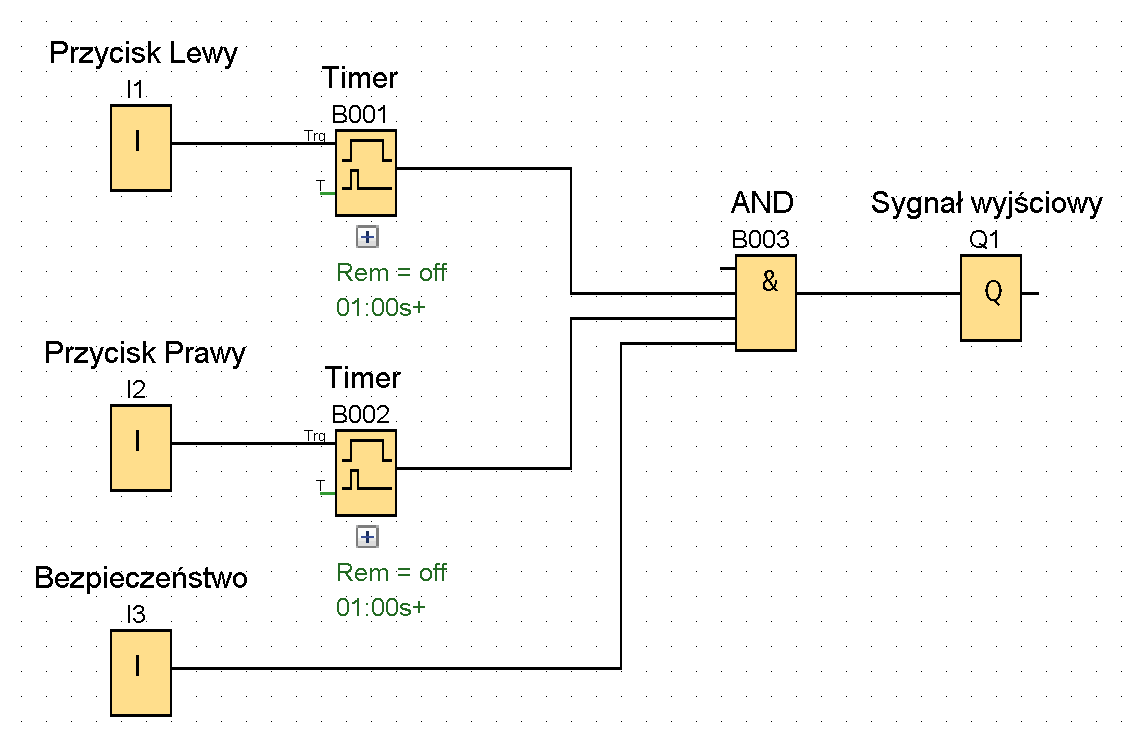 Przycisk Lewy
I1
I
Timer
B001
Trg
T
+
Rem = off
01:00s+
Przycisk Prawy
I2
I
Timer
B002
Trg
T
+
Rem = off
01:00s+
Bezpieczeństwo
I3
I
AND
B003
&
Sygnał wyjściowy
Q1
Q